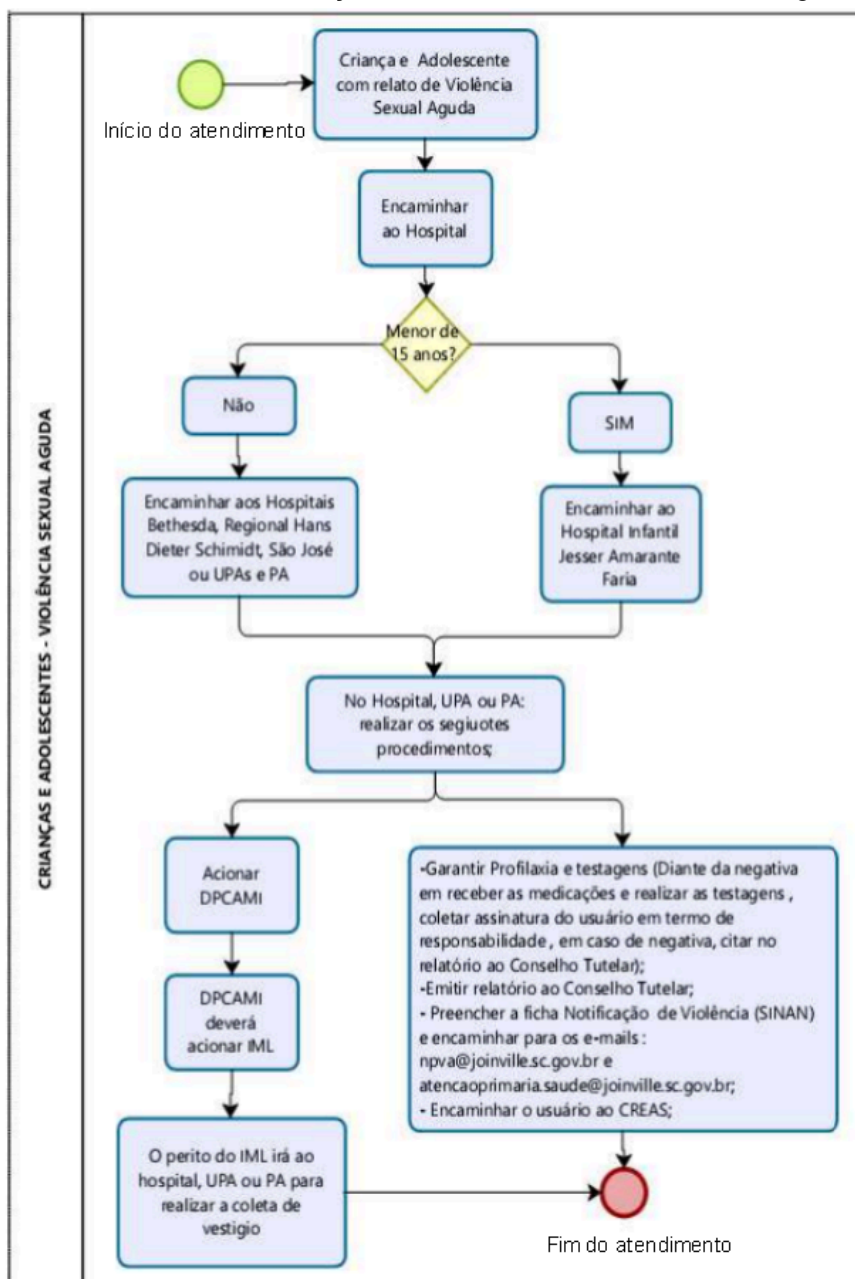 Criança e Adolescente
com relato de Violência
Sexual Aguda
Início do atendimento
Encaminhar
ao Hospital
Menor de
15 anos?
Não
SIM
Encaminhar aos Hospitais
Bethesda, Regional Hans
Dieter Schimidt, São José
ou UPAs e PA
Encaminhar ao
Hospital Infantil
Jesser Amarante
Faria
No Hospital, UPA ou PA:
realizar os segiuotes
procedimentos;
Acionar
DPCAMI
DPCAMI
deverá
acionar IML
O perito do IML irá ao
hospital, UPA ou PA para
realizar a coleta de
vestigio
-Garantir Profilaxia e testagens (Diante da negativa
em receber as medicações e realizar as testagens ,
coletar assinatura do usuário em termo de
responsabilidade , em caso de negativa, citar no
relatório ao Conselho Tutelar);
-Emitir relatório ao Conselho Tutelar;
- Preencher a ficha Notificação de Violência (SINAN)
e encaminhar para os e-mails :
npva@joinville.sc.gov.br e
atencaoprimaria.saude@joinville.sc.gov.br;
- Encaminhar o usuário ao CREAS;
Fim do atendimento
CRIANÇAS E ADOLESCENTES - VIOLÊNCIA SEXUAL AGUDA